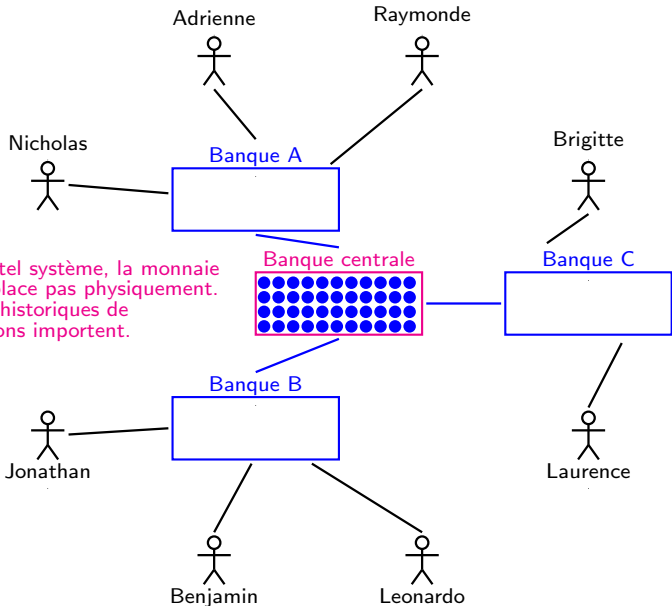 Adrienne
Raymonde
Nicholas
Banque A
Brigitte
tel système, la monnaie
place pas physiquement.
historiques de
ons importent.
Banque centrale
Banque C
Banque B
Jonathan
Laurence
Benjamin
Leonardo